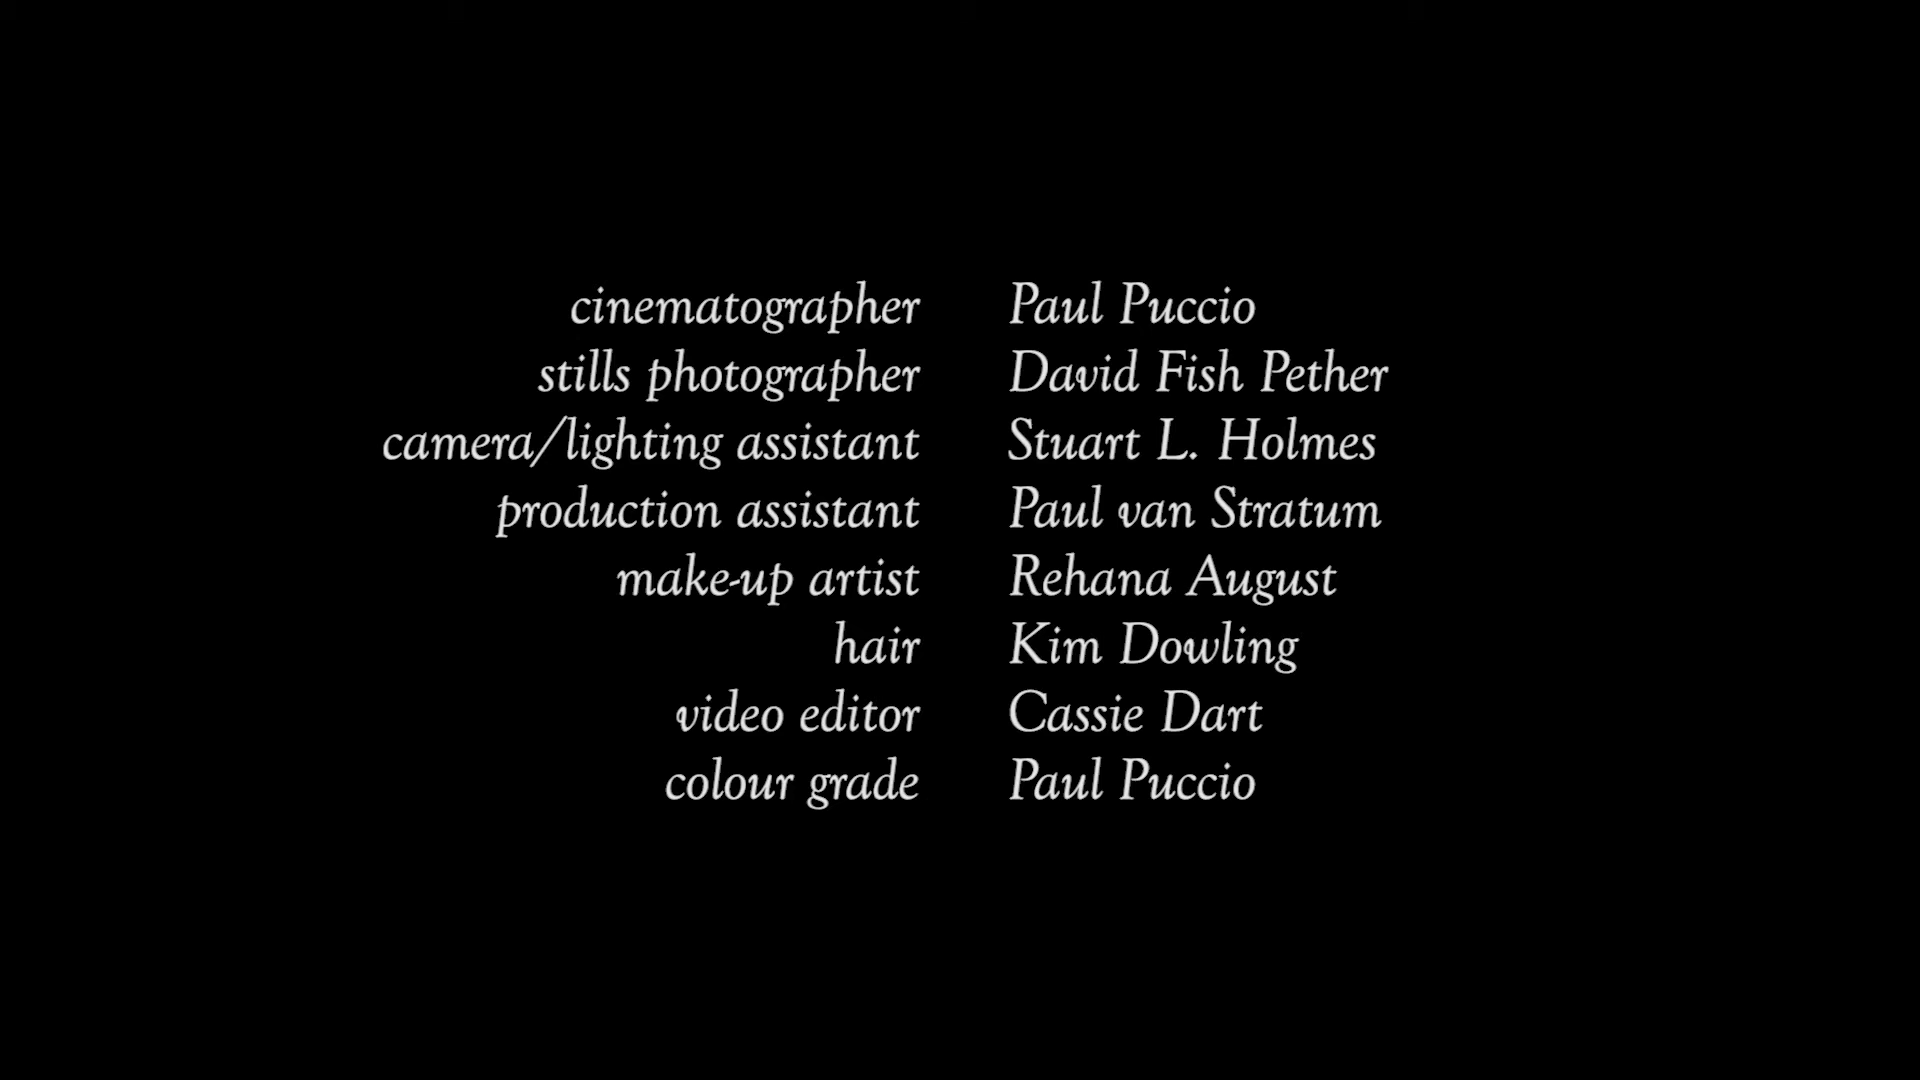 cinematographer Paul Puccio
stills photographer David Fish Pether
camera/lighting assistant Stuart L. Holmes
production assistant Paul van Stratum
make-up artist Rehana August
hair Kim Dowling
video editor Cassie Dart
colour grade Paul Puccio